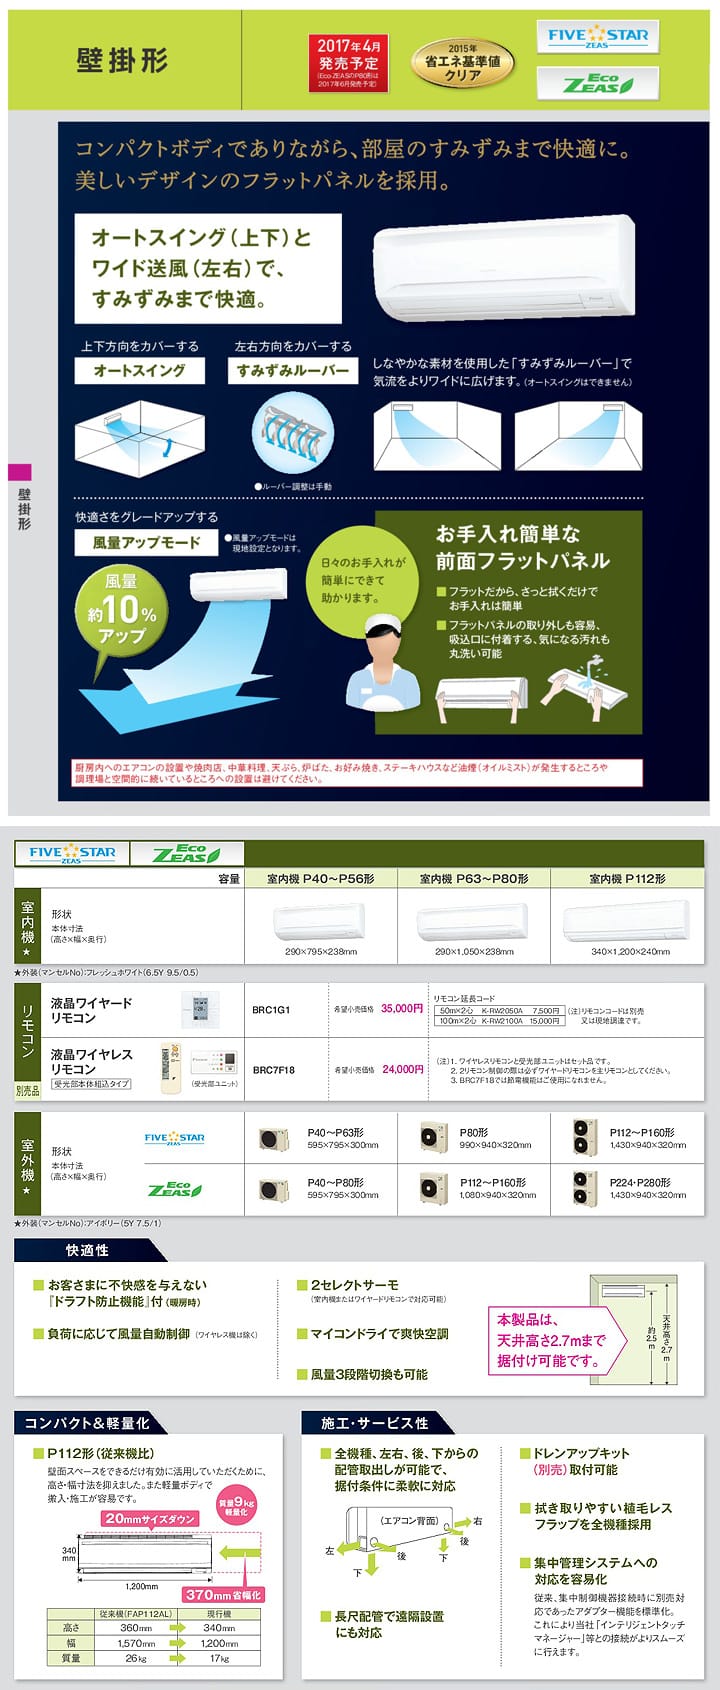 壁掛形
2017年4月
発売予定
(Eco ZEASのP80形は
2017年6月発売予定)
2015年
省エネ基準値
クリア
FIVE STAR
ZEAS
Eco
ZEAS
コンパクトボディでありながら、部屋のすみずみまで快適に。
美しいデザインのフラットパネルを採用。
オートスイング(上下)と
ワイド送風(左右)で、
すみずみまで快適。
上下方向をカバーする
オートスイング
左右方向をカバーする
すみずみルーバー
●ルーバー調整は手動
しなやかな素材を使用した「すみずみルーバー」で
気流をよりワイドに広げます。(オートスイングはできません)
壁掛形
快適さをグレードアップする
風量アップモード
●風量アップモードは
現地設定となります。
風量
約10%
アップ
日々のお手入れが
簡単にできて
助かります。
お手入れ簡単な
前面フラットパネル
■フラットだから、さっと拭くだけで
お手入れは簡単
■フラットパネルの取り外しも容易、
吸込口に付着する、気になる汚れも
丸洗い可能
厨房内へのエアコンの設置や焼肉店、中華料理、天ぷら、炉ばた、お好み焼き、ステーキハウスなど油煙(オイルミスト)が発生するところや
調理場と空間的に続いているところへの設置は避けてください。
FIVE STAR
ZEAS
Eco
ZEAS
容量
室内機 P40〜P56形
室内機 P63〜P80形
室内機 P112形
室内機★
形状
本体寸法
(高さ×幅×奥行)
290×795×238mm
290×1,050×238mm
340×1,200×240mm
★外装(マンセルNo):フレッシュホワイト(6.5Y 9.5/0.5)
リモコン
別売品
液晶ワイヤード
リモコン
BRC1G1
希望小売価格 35,000円
リモコン延長コード
50m×2心 K-RW2050A 7,500円
100m×2心 K-RW2100A 15,000円
(注)リモコンコードは別売
又は現地調達です。
液晶ワイヤレス
リモコン
受光部本体組込タイプ
(受光部ユニット)
BRC7F18
希望小売価格 24,000円
(注)1. ワイヤレスリモコンと受光部ユニットはセット品です。
2. 2リモコン制御の際は必ずワイヤードリモコンを主リモコンとしてください。
3. BRC7F18では節電機能はご使用になれません。
室外機★
形状
本体寸法
(高さ×幅×奥行)
FIVE STAR
ZEAS
P40〜P63形
595×795×300mm
P80形
990×940×320mm
P112〜P160形
1,430×940×320mm
Eco
ZEAS
P40〜P80形
595×795×300mm
P112〜P160形
1,080×940×320mm
P224・P280形
1,430×940×320mm
★外装(マンセルNo):アイボリー(5Y 7.5/1)
快適性
■お客さまに不快感を与えない
『ドラフト防止機能』付(暖房時)
■負荷に応じて風量自動制御 (ワイヤレス機は除く)
■2セレクトサーモ
(室内機またはワイヤードリモコンで対応可能)
■マイコンドライで爽快空調
■風量3段階切換も可能
本製品は、
天井高さ2.7mまで
据付け可能です。
約2.5m
天井高さ2.7m
コンパクト&軽量化
■P112形(従来機比)
壁面スペースをできるだけ有効に活用していただくために、
高さ・幅寸法を抑えました。また軽量ボディで
搬入・施工が容易です。
質量9kg
軽量化
20mmサイズダウン
340
mm
1,200mm
370mm省幅化
従来機(FAP112AL) 現行機
高さ 360mm 340mm
幅 1,570mm 1,200mm
質量 26kg 17kg
施工・サービス性
■全機種、左右、後、下からの
配管取出しが可能で、
据付条件に柔軟に対応
(エアコン背面)
右
後
下
左
後
下
■長尺配管で遠隔設置
にも対応
■ドレンアップキット
(別売)取付可能
■拭き取りやすい植毛レス
フラップを全機種採用
■集中管理システムへの
対応を容易化
従来、集中制御機器接続時に別売対
応であったアダプター機能を標準化。
これにより当社「インテリジェントタッチ
マネージャー」等との接続がよりスムーズ
に行えます。